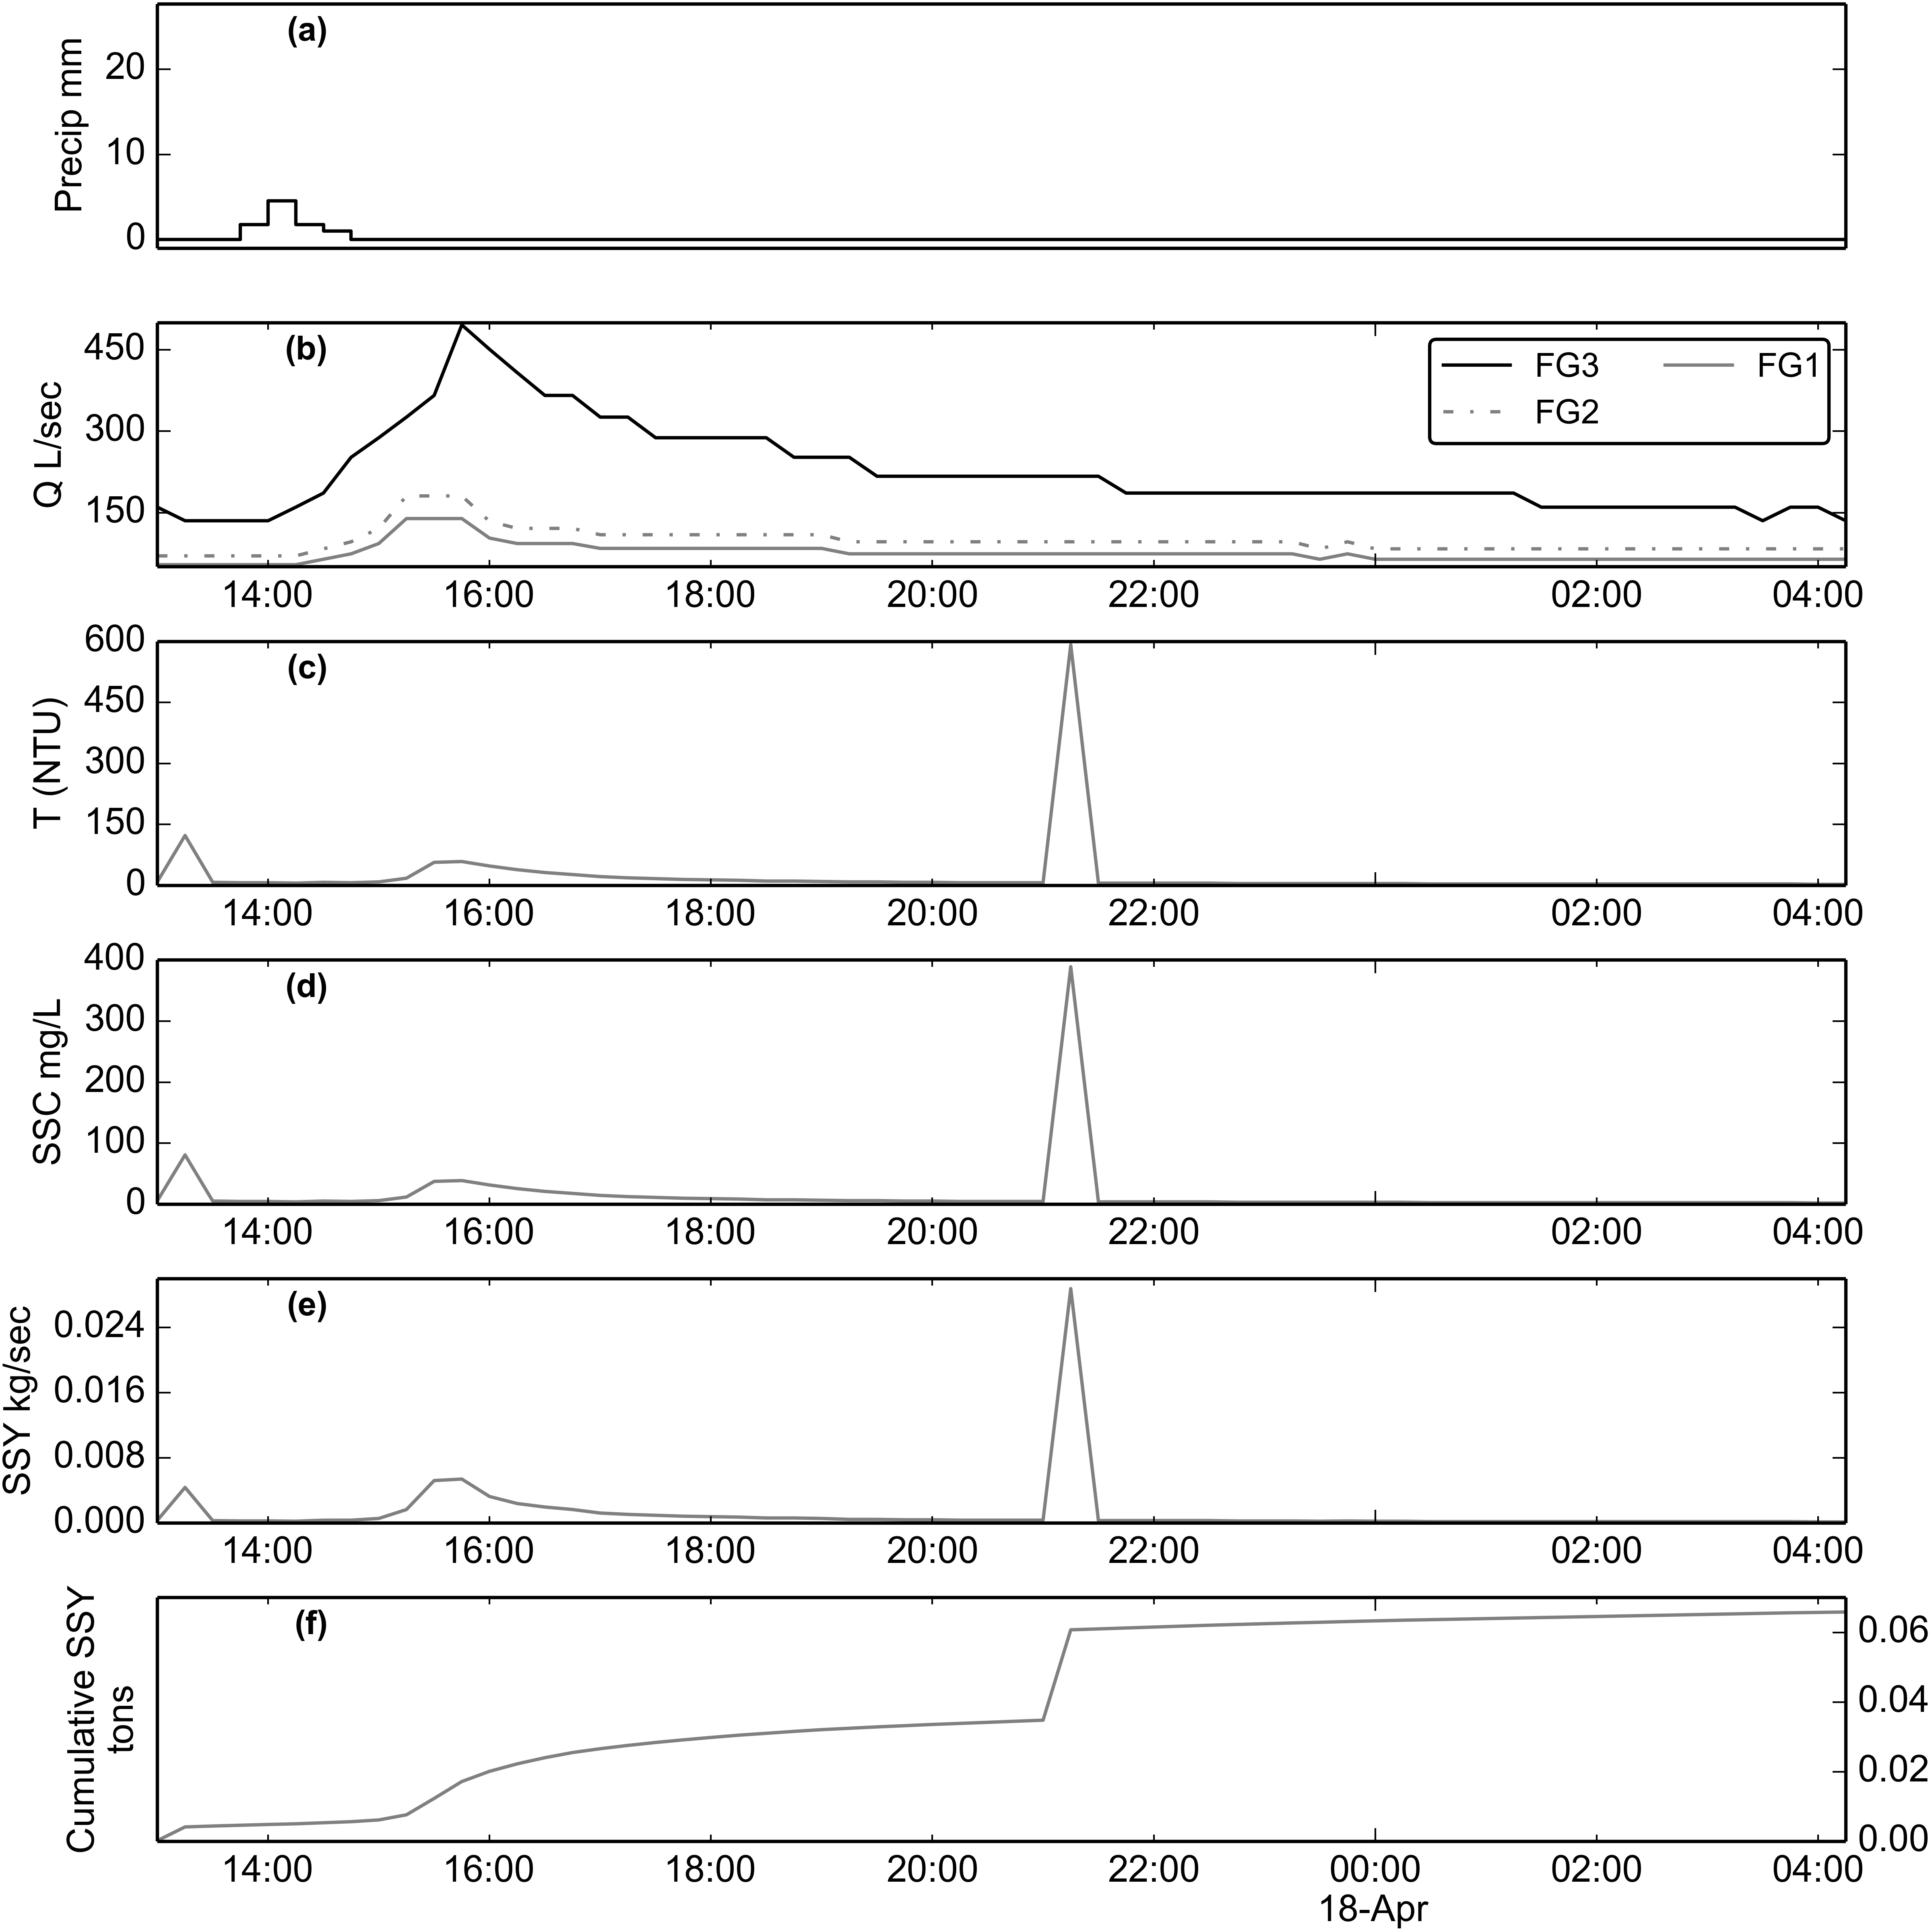 (a)
Precip mm
20
10
0
(b)
Q L/sec
450
300
150
FG3 FG1
FG2
14:00 16:00 18:00 20:00 22:00 02:00 04:00
(c)
T (NTU)
600
450
300
150
0
14:00 16:00 18:00 20:00 22:00 02:00 04:00
(d)
SSC mg/L
400
300
200
100
0
14:00 16:00 18:00 20:00 22:00 02:00 04:00
(e)
SSY kg/sec
0.024
0.016
0.008
0.000
14:00 16:00 18:00 20:00 22:00 02:00 04:00
(f)
Cumulative SSY
tons
0.06
0.04
0.02
0.00
14:00 16:00 18:00 20:00 22:00 00:00 02:00 04:00
18-Apr